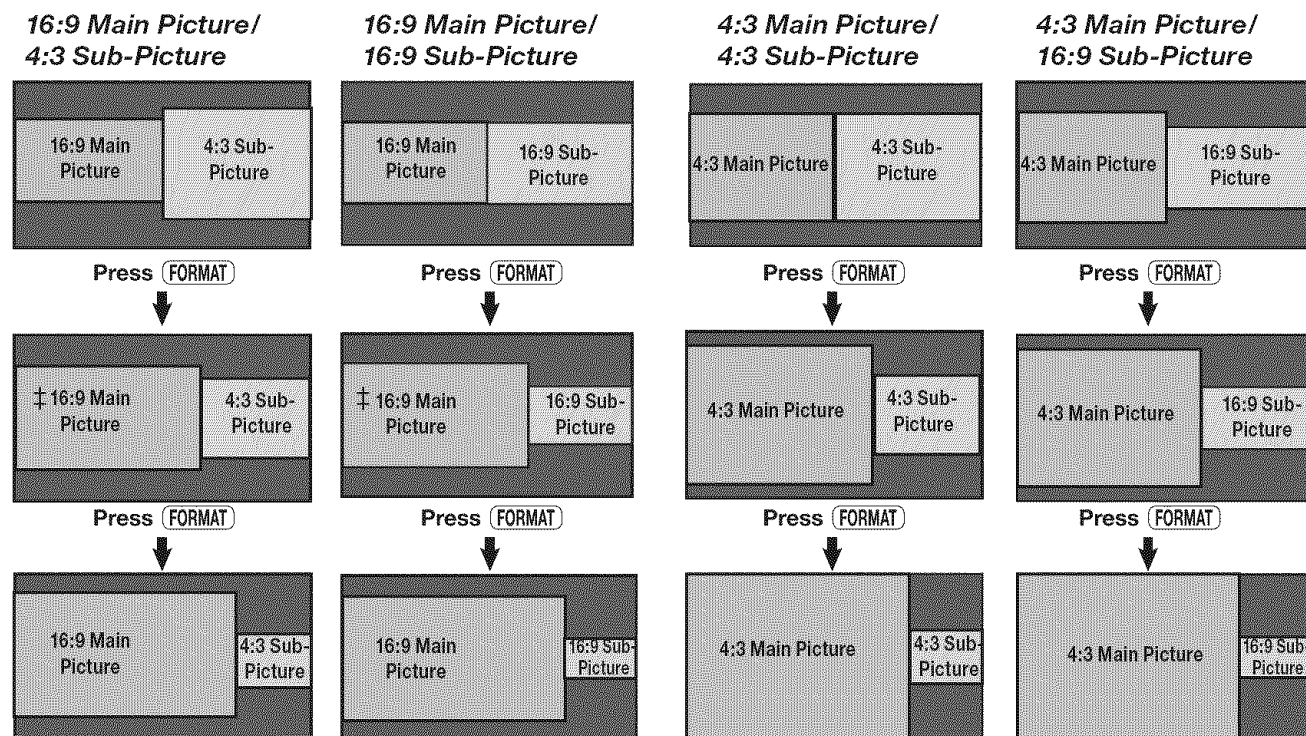 16:9 Main Picture/
4:3 Sub-Picture
16:9 Main Picture/
16:9 Sub-Picture
4:3 Main Picture/
4:3 Sub-Picture
4:3 Main Picture/
16:9 Sub-Picture
16:9 Main
Picture
4:3 Sub-
Picture
16:9 Main
Picture
16:9 Sub-
Picture
4:3 Main Picture
4:3 Sub-
Picture
4:3 Main Picture
16:9 Sub-
Picture
Press FORMAT
Press FORMAT
Press FORMAT
Press FORMAT
‡ 16:9 Main
Picture
4:3 Sub-
Picture
‡ 16:9 Main
Picture
16:9 Sub-
Picture
4:3 Main Picture
4:3 Sub-
Picture
4:3 Main Picture
16:9 Sub-
Picture
Press FORMAT
Press FORMAT
Press FORMAT
Press FORMAT
16:9 Main
Picture
4:3 Sub-
Picture
16:9 Main
Picture
16:9 Sub-
Picture
4:3 Main Picture
4:3 Sub-
Picture
4:3 Main Picture
16:9 Sub-
Picture